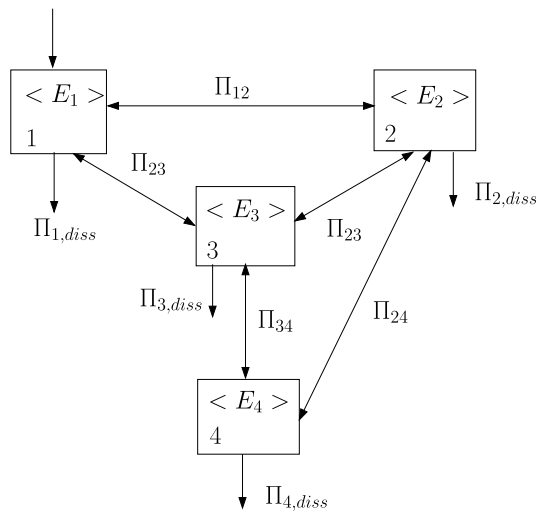 < E₁ >
1
Π₁₂
< E₂ >
2
Π₂₃
Π₁,diss
< E₃ >
3
Π₂₃
Π₂,diss
Π₃,diss
Π₃₄
Π₂₄
< E₄ >
4
Π₄,diss